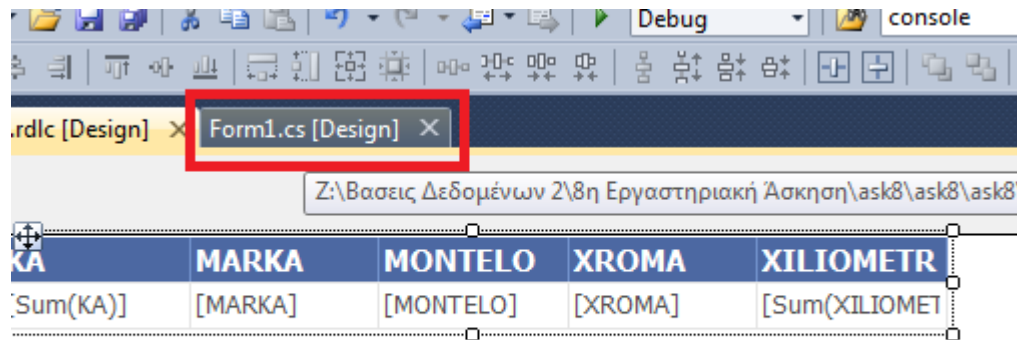 Debug console
.rdlc [Design] Form1.cs [Design]
Z:\Βασεις Δεδομένων 2\8η Εργαστηριακή Άσκηση\ask8\ask8\ask8\
KA MARKA MONTELO XROMA XILIOMETR
[Sum(KA)] [MARKA] [MONTELO] [XROMA] [Sum(XILIOMET